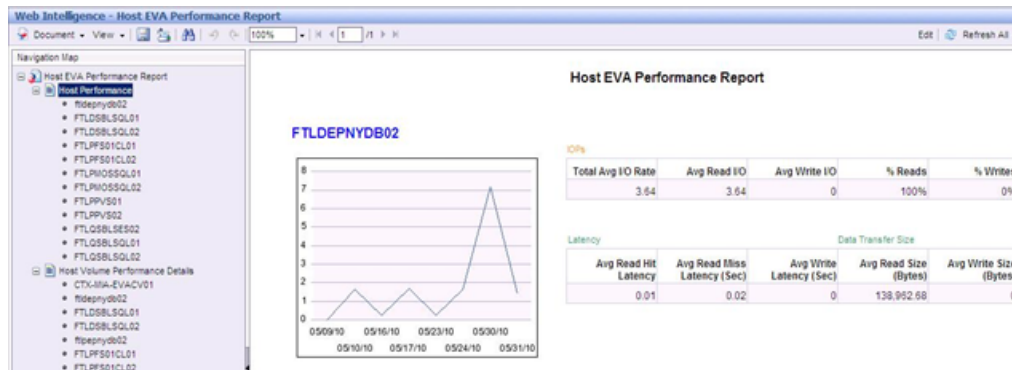 Web Intelligence - Host EVA Performance Report
Document View 100% 1 /1 Edit Refresh All
Navigation Map
Host EVA Performance Report
Host Performance
ftldepnydb02
FTLDSBLSQL01
FTLDSBLSQL02
FTLPFS01CL01
FTLPFS01CL02
FTLPMOSSQL01
FTLPMOSSQL02
FTLPPVS01
FTLPPVS02
FTLQSBLSES02
FTLQSBLSQL01
FTLQSBLSQL02
Host Volume Performance Details
CTX-MIA-EVACV01
ftldepnydb02
FTLDSBLSQL01
FTLDSBLSQL02
ftlpepnydb02
FTLPFS01CL01
FTLPFS01CL02
Host EVA Performance Report
FTLDEPNYDB02
8
7
6
5
4
3
2
1
0
05/09/10 05/16/10 05/23/10 05/30/10
05/10/10 05/17/10 05/24/10 05/31/10
IOPs
Total Avg I/O Rate Avg Read I/O Avg Write I/O % Reads % Writes
3.64 3.64 0 100% 0%
Latency Data Transfer Size
Avg Read Hit Avg Read Miss Avg Write Avg Read Size Avg Write Size
Latency Latency (Sec) Latency (Sec) (Bytes) (Bytes
0.01 0.02 0 138,962.68